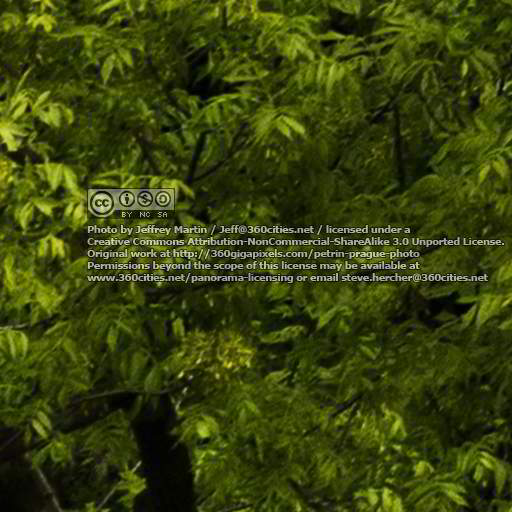 cc BY NC SA
Photo by Jeffrey Martin / Jeff@360cities.net / licensed under a
Creative Commons Attribution-NonCommercial-ShareAlike 3.0 Unported License.
Original work at http://360gigapixels.com/petrin-prague-photo
Permissions beyond the scope of this license may be available at
www.360cities.net/panorama-licensing or email steve.hercher@360cities.net